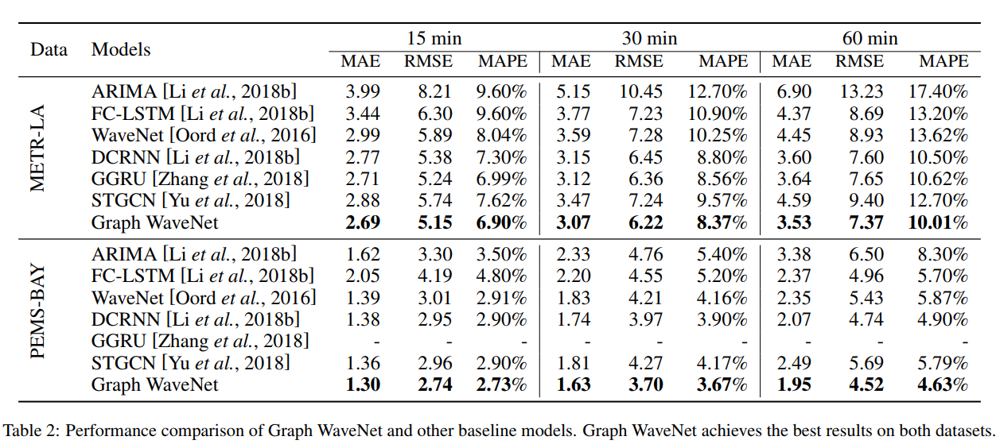 Data Models 15 min 30 min 60 min
MAE RMSE MAPE MAE RMSE MAPE MAE RMSE MAPE
METR-LA
ARIMA [Li et al., 2018b] 3.99 8.21 9.60% 5.15 10.45 12.70% 6.90 13.23 17.40%
FC-LSTM [Li et al., 2018b] 3.44 6.30 9.60% 3.77 7.23 10.90% 4.37 8.69 13.20%
WaveNet [Oord et al., 2016] 2.99 5.89 8.04% 3.59 7.28 10.25% 4.45 8.93 13.62%
DCRNN [Li et al., 2018b] 2.77 5.38 7.30% 3.15 6.45 8.80% 3.60 7.60 10.50%
GGRU [Zhang et al., 2018] 2.71 5.24 6.99% 3.12 6.36 8.56% 3.64 7.65 10.62%
STGCN [Yu et al., 2018] 2.88 5.74 7.62% 3.47 7.24 9.57% 4.59 9.40 12.70%
Graph WaveNet 2.69 5.15 6.90% 3.07 6.22 8.37% 3.53 7.37 10.01%
PEMS-BAY
ARIMA [Li et al., 2018b] 1.62 3.30 3.50% 2.33 4.76 5.40% 3.38 6.50 8.30%
FC-LSTM [Li et al., 2018b] 2.05 4.19 4.80% 2.20 4.55 5.20% 2.37 4.96 5.70%
WaveNet [Oord et al., 2016] 1.39 3.01 2.91% 1.83 4.21 4.16% 2.35 5.43 5.87%
DCRNN [Li et al., 2018b] 1.38 2.95 2.90% 1.74 3.97 3.90% 2.07 4.74 4.90%
GGRU [Zhang et al., 2018] - - - - - - - - -
STGCN [Yu et al., 2018] 1.36 2.96 2.90% 1.81 4.27 4.17% 2.49 5.69 5.79%
Graph WaveNet 1.30 2.74 2.73% 1.63 3.70 3.67% 1.95 4.52 4.63%
Table 2: Performance comparison of Graph WaveNet and other baseline models. Graph WaveNet achieves the best results on both datasets.